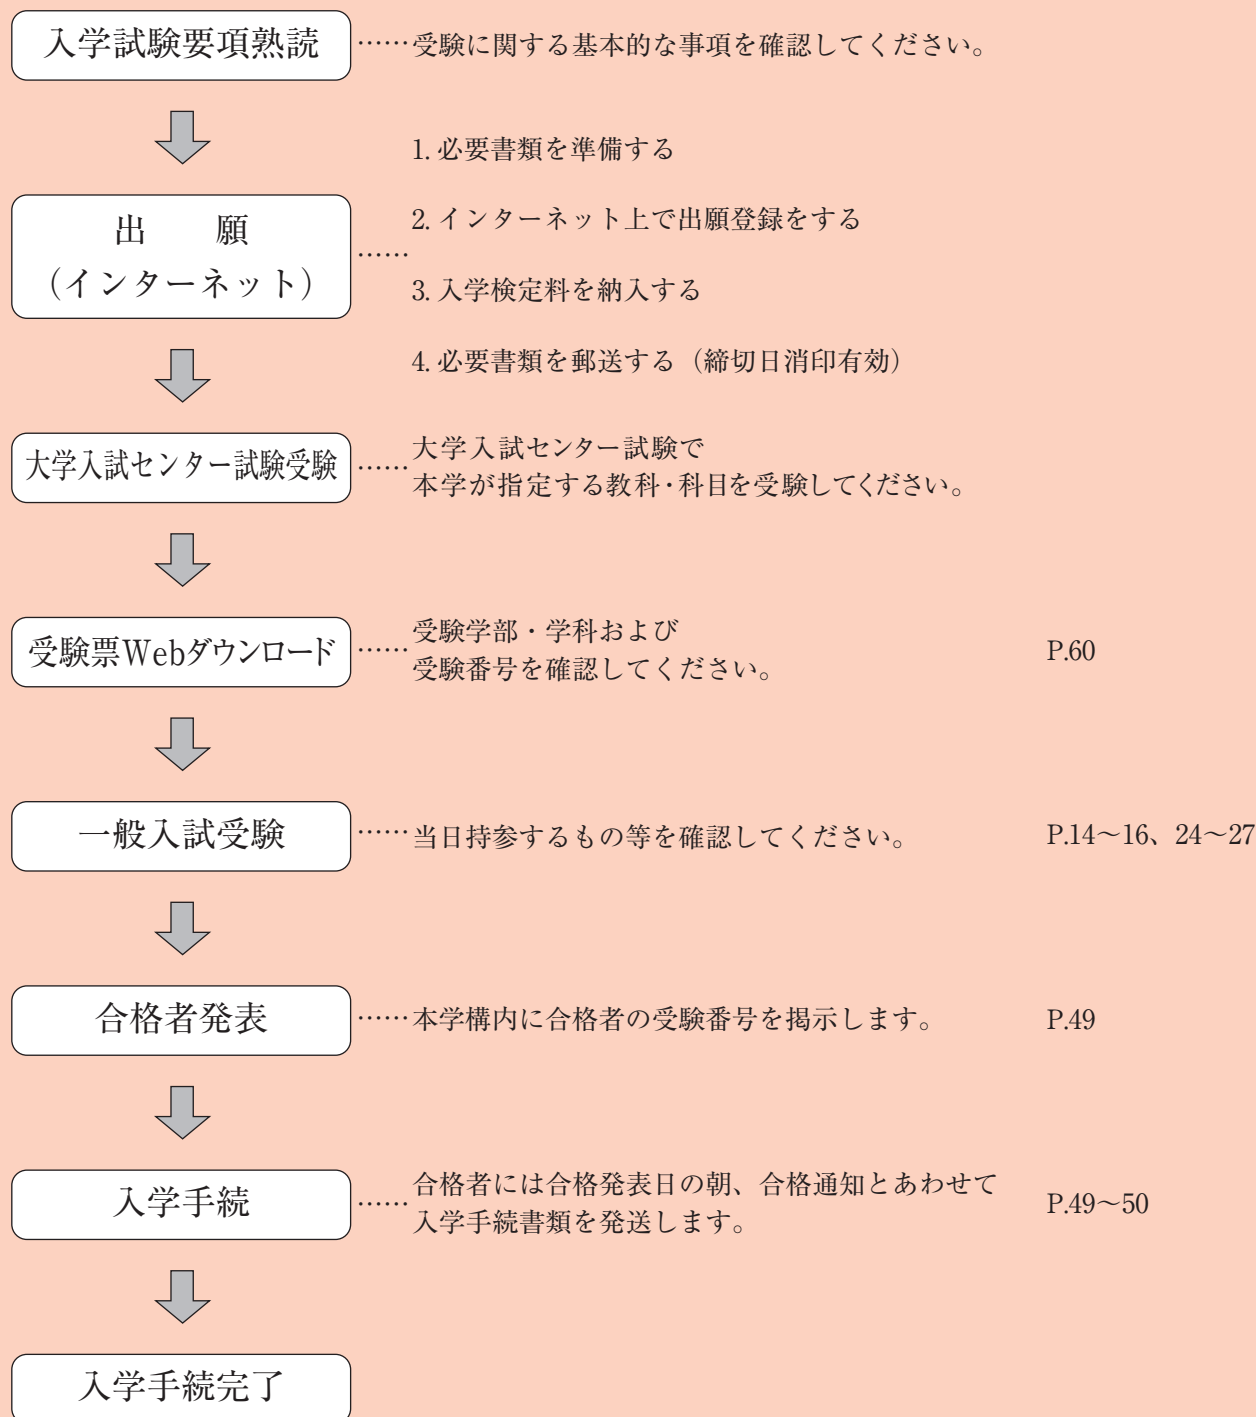 入学試験要項熟読
……受験に関する基本的な事項を確認してください。
出　　願
（インターネット）
……
1. 必要書類を準備する
2. インターネット上で出願登録をする
3. 入学検定料を納入する
4. 必要書類を郵送する（締切日消印有効）
大学入試センター試験受験
……大学入試センター試験で
本学が指定する教科・科目を受験してください。
受験票Webダウンロード
……受験学部・学科および
受験番号を確認してください。
P.60
一般入試受験
……当日持参するもの等を確認してください。
P.14〜16、24〜27
合格者発表
……本学構内に合格者の受験番号を掲示します。
P.49
入学手続
……合格者には合格発表日の朝、合格通知とあわせて
入学手続書類を発送します。
P.49〜50
入学手続完了